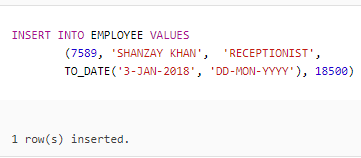 INSERT INTO EMPLOYEE VALUES
(7589, 'SHANZAY KHAN', 'RECEPTIONIST',
TO_DATE('3-JAN-2018', 'DD-MON-YYYY'), 18500)
1 row(s) inserted.